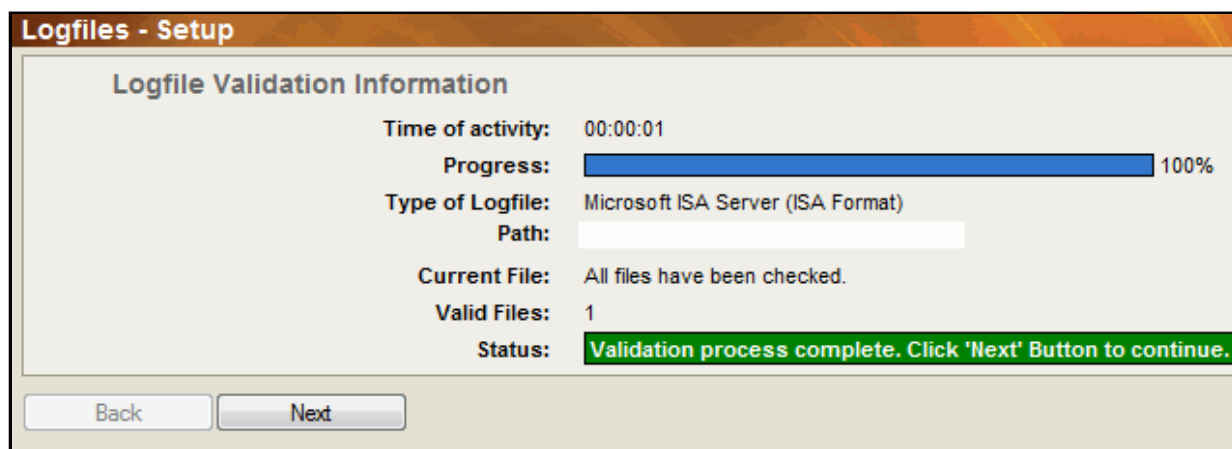 Logfiles - Setup
Logfile Validation Information
Time of activity: 00:00:01
Progress: 100%
Type of Logfile: Microsoft ISA Server (ISA Format)
Path:
Current File: All files have been checked.
Valid Files: 1
Status: Validation process complete. Click 'Next' Button to continue.
Back Next